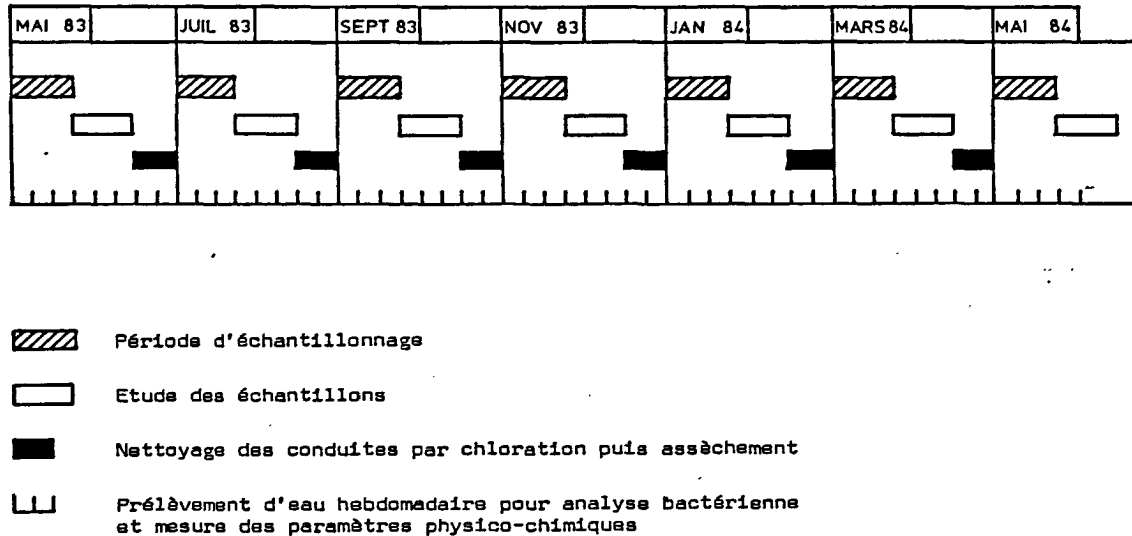 MAI 83 JUIL 83 SEPT 83 NOV 83 JAN 84 MARS 84 MAI 84
Période d'échantillonnage
Etude des échantillons
Nettoyage des conduites par chloration puis assèchement
Prélèvement d'eau hebdomadaire pour analyse bactérienne
et mesure des paramètres physico-chimiques